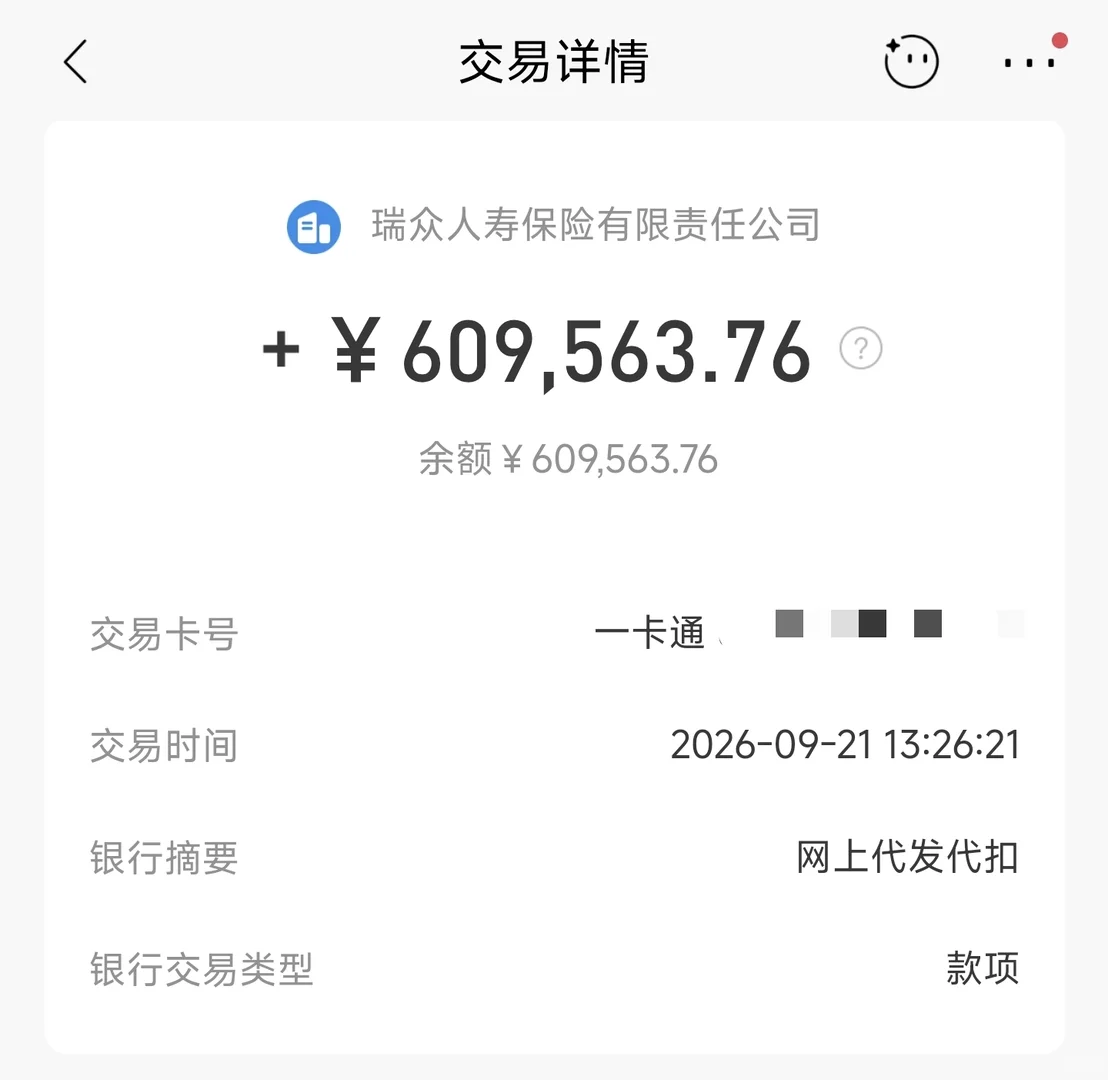 交易详情
瑞众人寿保险有限责任公司
+ ¥ 609,563.76 ?
余额 ¥ 609,563.76
交易卡号 一卡通
交易时间 2026-09-21 13:26:21
银行摘要 网上代发代扣
银行交易类型 款项